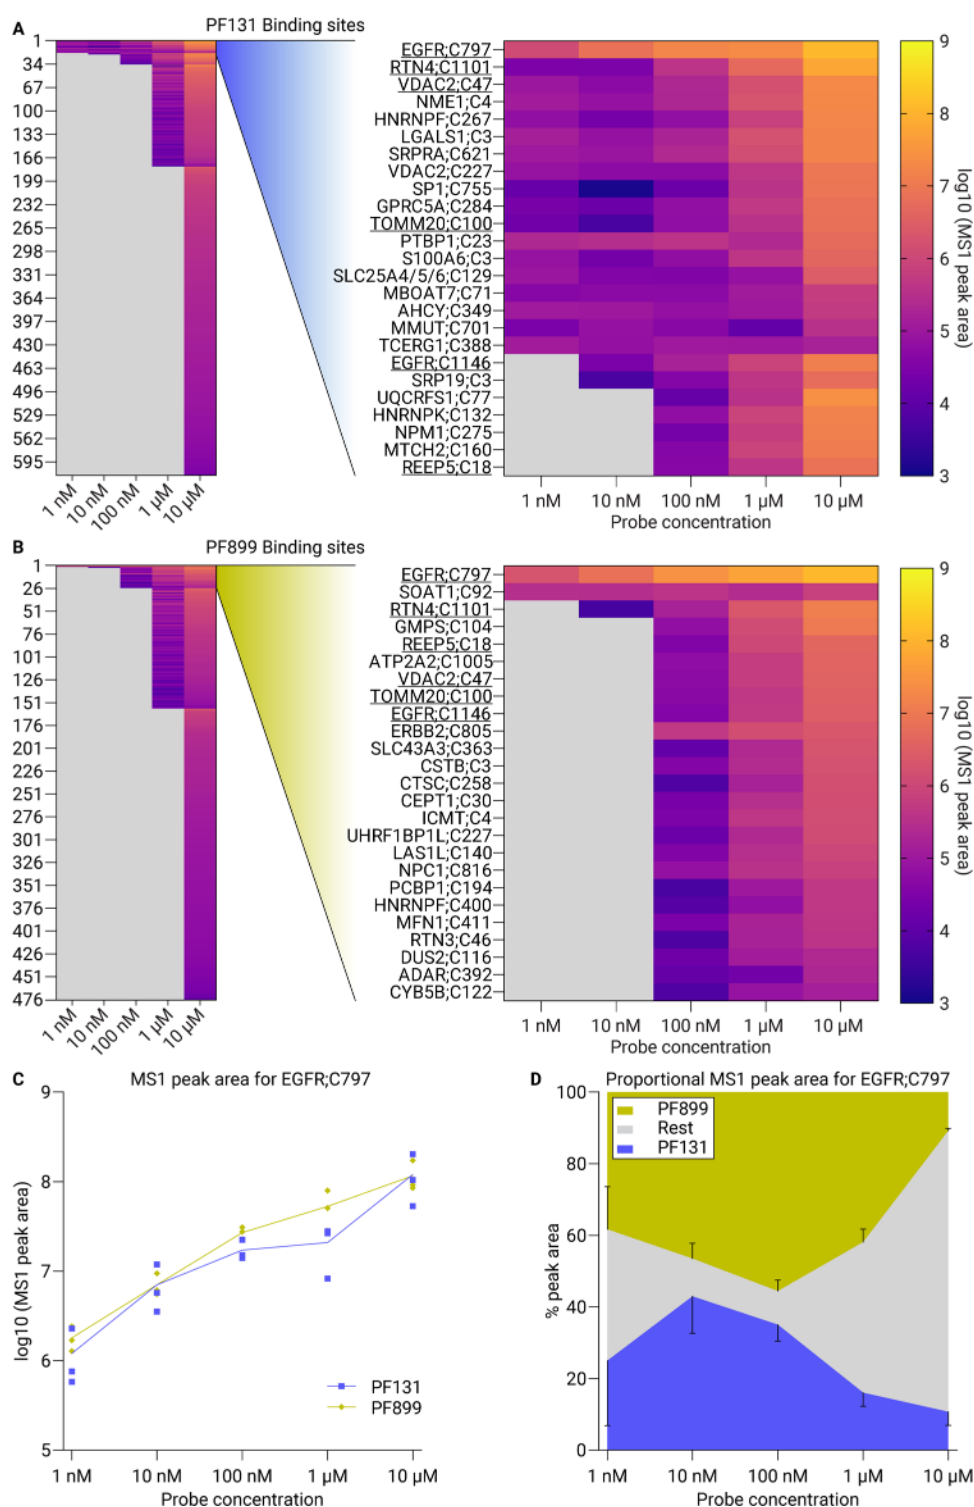 A
PF131 Binding sites
1
34
67
100
133
166
199
232
265
298
331
364
397
430
463
496
529
562
595
1 nM
10 nM
100 nM
1 µM
10 µM
EGFR;C797
RTN4;C1101
VDAC2;C47
NME1;C4
HNRNPF;C267
LGALS1;C3
SRPRA;C621
VDAC2;C227
SP1;C755
GPRC5A;C284
TOMM20;C100
PTBP1;C23
S100A6;C3
SLC25A4/5/6;C129
MBOAT7;C71
AHCY;C349
MMUT;C701
TCERG1;C388
EGFR;C1146
SRP19;C3
UQCRFS1;C77
HNRNPK;C132
NPM1;C275
MTCH2;C160
REEP5;C18
1 nM
10 nM
100 nM
1 µM
10 µM
Probe concentration
9
8
7
6
5
4
3
log10 (MS1 peak area)
B
PF899 Binding sites
1
26
51
76
101
126
151
176
201
226
251
276
301
326
351
376
401
426
451
476
1 nM
10 nM
100 nM
1 µM
10 µM
EGFR;C797
SOAT1;C92
RTN4;C1101
GMPS;C104
REEP5;C18
ATP2A2;C1005
VDAC2;C47
TOMM20;C100
EGFR;C1146
ERBB2;C805
SLC43A3;C363
CSTB;C3
CTSC;C258
CEPT1;C30
ICMT;C4
UHRF1BP1L;C227
LAS1L;C140
NPC1;C816
PCBP1;C194
HNRNPF;C400
MFN1;C411
RTN3;C46
DUS2;C116
ADAR;C392
CYB5B;C122
1 nM
10 nM
100 nM
1 µM
10 µM
Probe concentration
9
8
7
6
5
4
3
log10 (MS1 peak area)
C
MS1 peak area for EGFR;C797
9
8
7
6
5
log10 (MS1 peak area)
PF131
PF899
1 nM
10 nM
100 nM
1 µM
10 µM
Probe concentration
D
Proportional MS1 peak area for EGFR;C797
100
80
60
40
20
0
% peak area
PF899
Rest
PF131
1 nM
10 nM
100 nM
1 µM
10 µM
Probe concentration